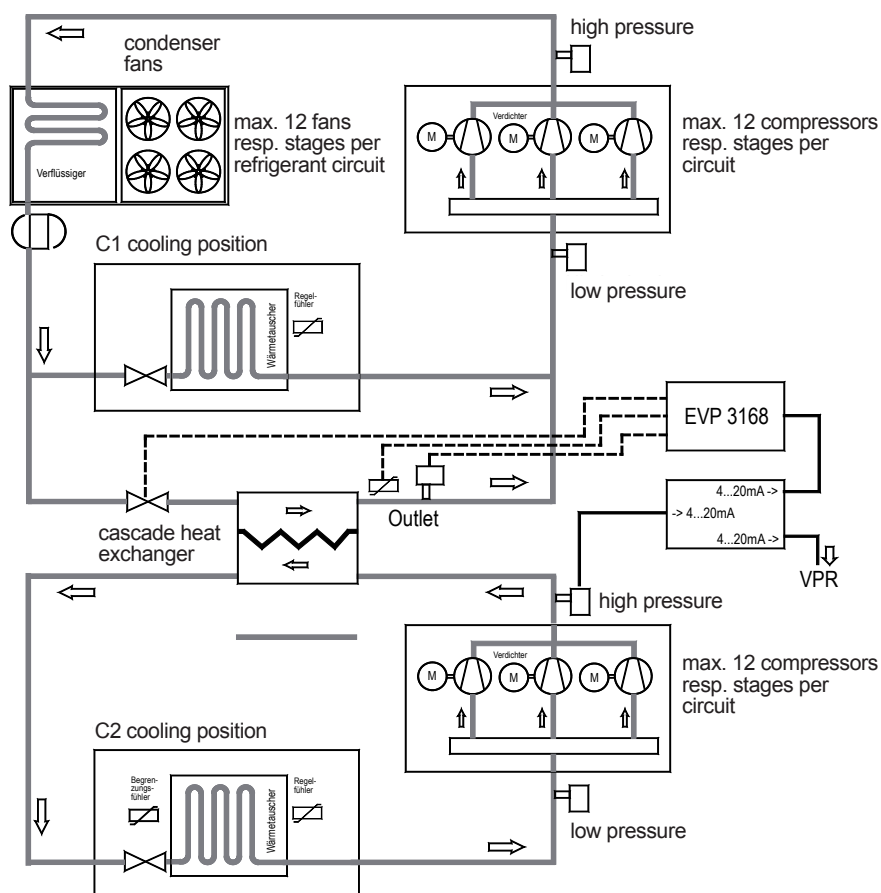 high pressure
condenser
fans
max. 12 fans
resp. stages per
refrigerant circuit
Verflüssiger
Verdichter
M
M
M
max. 12 compressors
resp. stages per
circuit
C1 cooling position
low pressure
Wärmetauscher
Regel-
fühler
EVP 3168
4...20mA ->
-> 4...20mA
4...20mA ->
VPR
Outlet
cascade heat
exchanger
high pressure
Verdichter
M
M
M
max. 12 compressors
resp. stages per
circuit
C2 cooling position
Begren-
zungs-
fühler
Wärmetauscher
Regel-
fühler
low pressure